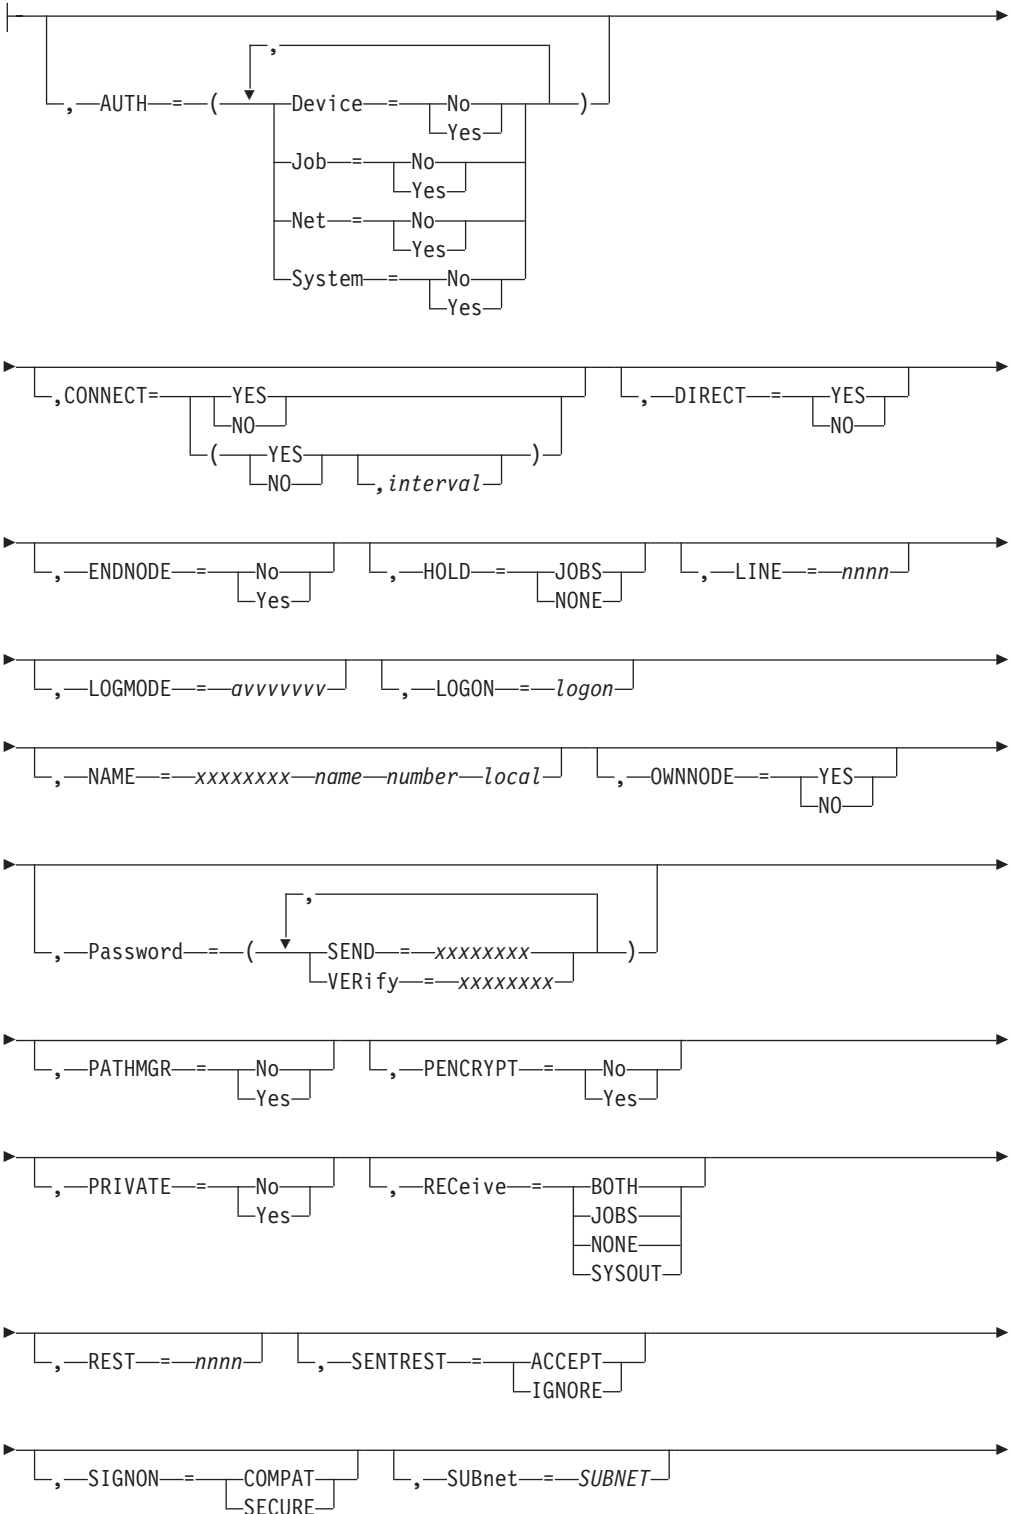 ,
, AUTH = ( Device = No )
Yes
Job = No
Yes
Net = No
Yes
System = No
Yes
,CONNECT= YES , DIRECT = YES
NO NO
( YES )
NO ,interval
, ENDNODE = No , HOLD = JOBS , LINE = nnnn
Yes NONE
, LOGMODE = avvvvvvv , LOGON = logon
, NAME = xxxxxxxx name number local , OWNNODE = YES
NO
,
, Password = ( SEND = xxxxxxxx )
VERify = xxxxxxxx
, PATHMGR = No , PENCRYPT = No
Yes Yes
, PRIVATE = No , RECeive = BOTH
Yes JOBS
NONE
SYSOUT
, REST = nnnn , SENTREST = ACCEPT
IGNORE
, SIGNON = COMPAT , SUBnet = SUBNET
SECURE